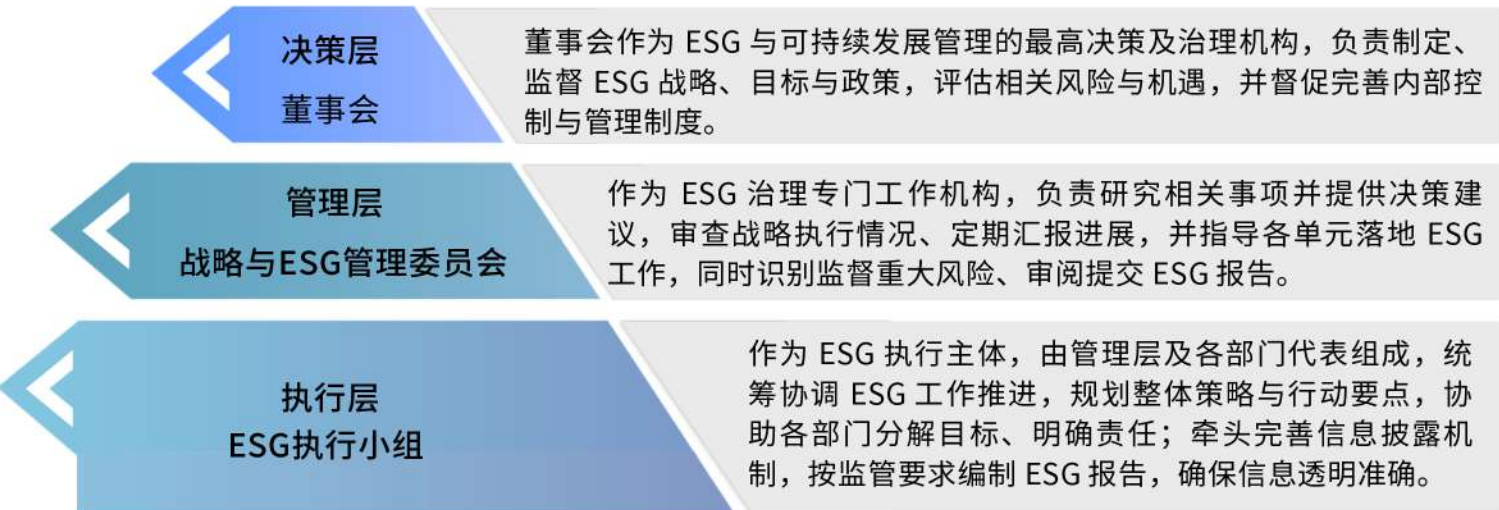 决策层
董事会
董事会作为 ESG 与可持续发展管理的最高决策及治理机构，负责制定、
监督 ESG 战略、目标与政策，评估相关风险与机遇，并督促完善内部控
制与管理制度。
管理层
战略与ESG管理委员会
作为 ESG 治理专门工作机构，负责研究相关事项并提供决策建
议，审查战略执行情况、定期汇报进展，并指导各单元落地 ESG
工作，同时识别监督重大风险、审阅提交 ESG 报告。
执行层
ESG执行小组
作为 ESG 执行主体，由管理层及各部门代表组成，统
筹协调 ESG 工作推进，规划整体策略与行动要点，协
助各部门分解目标、明确责任；牵头完善信息披露机
制，按监管要求编制 ESG 报告，确保信息透明准确。